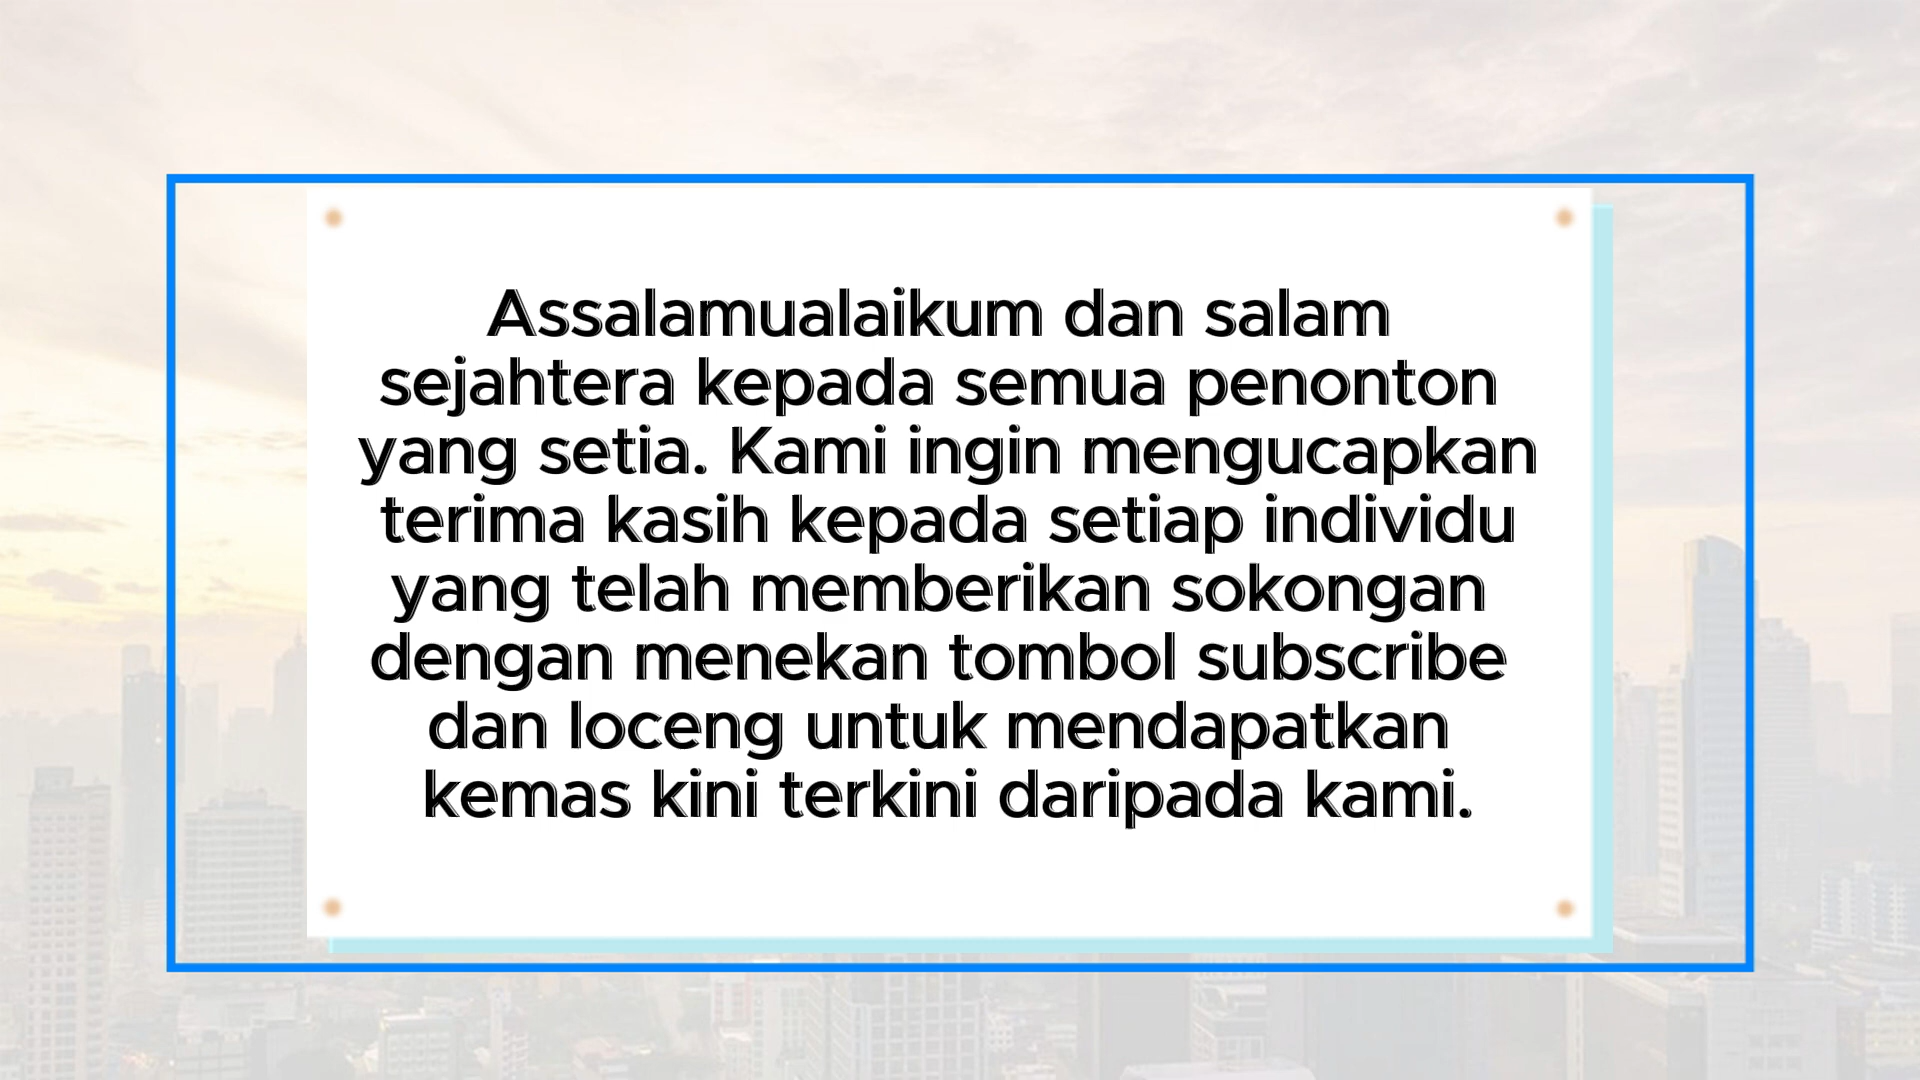 Assalamualaikum dan salam
sejahtera kepada semua penonton
yang setia. Kami ingin mengucapkan
terima kasih kepada setiap individu
yang telah memberikan sokongan
dengan menekan tombol subscribe
dan loceng untuk mendapatkan
kemas kini terkini daripada kami.